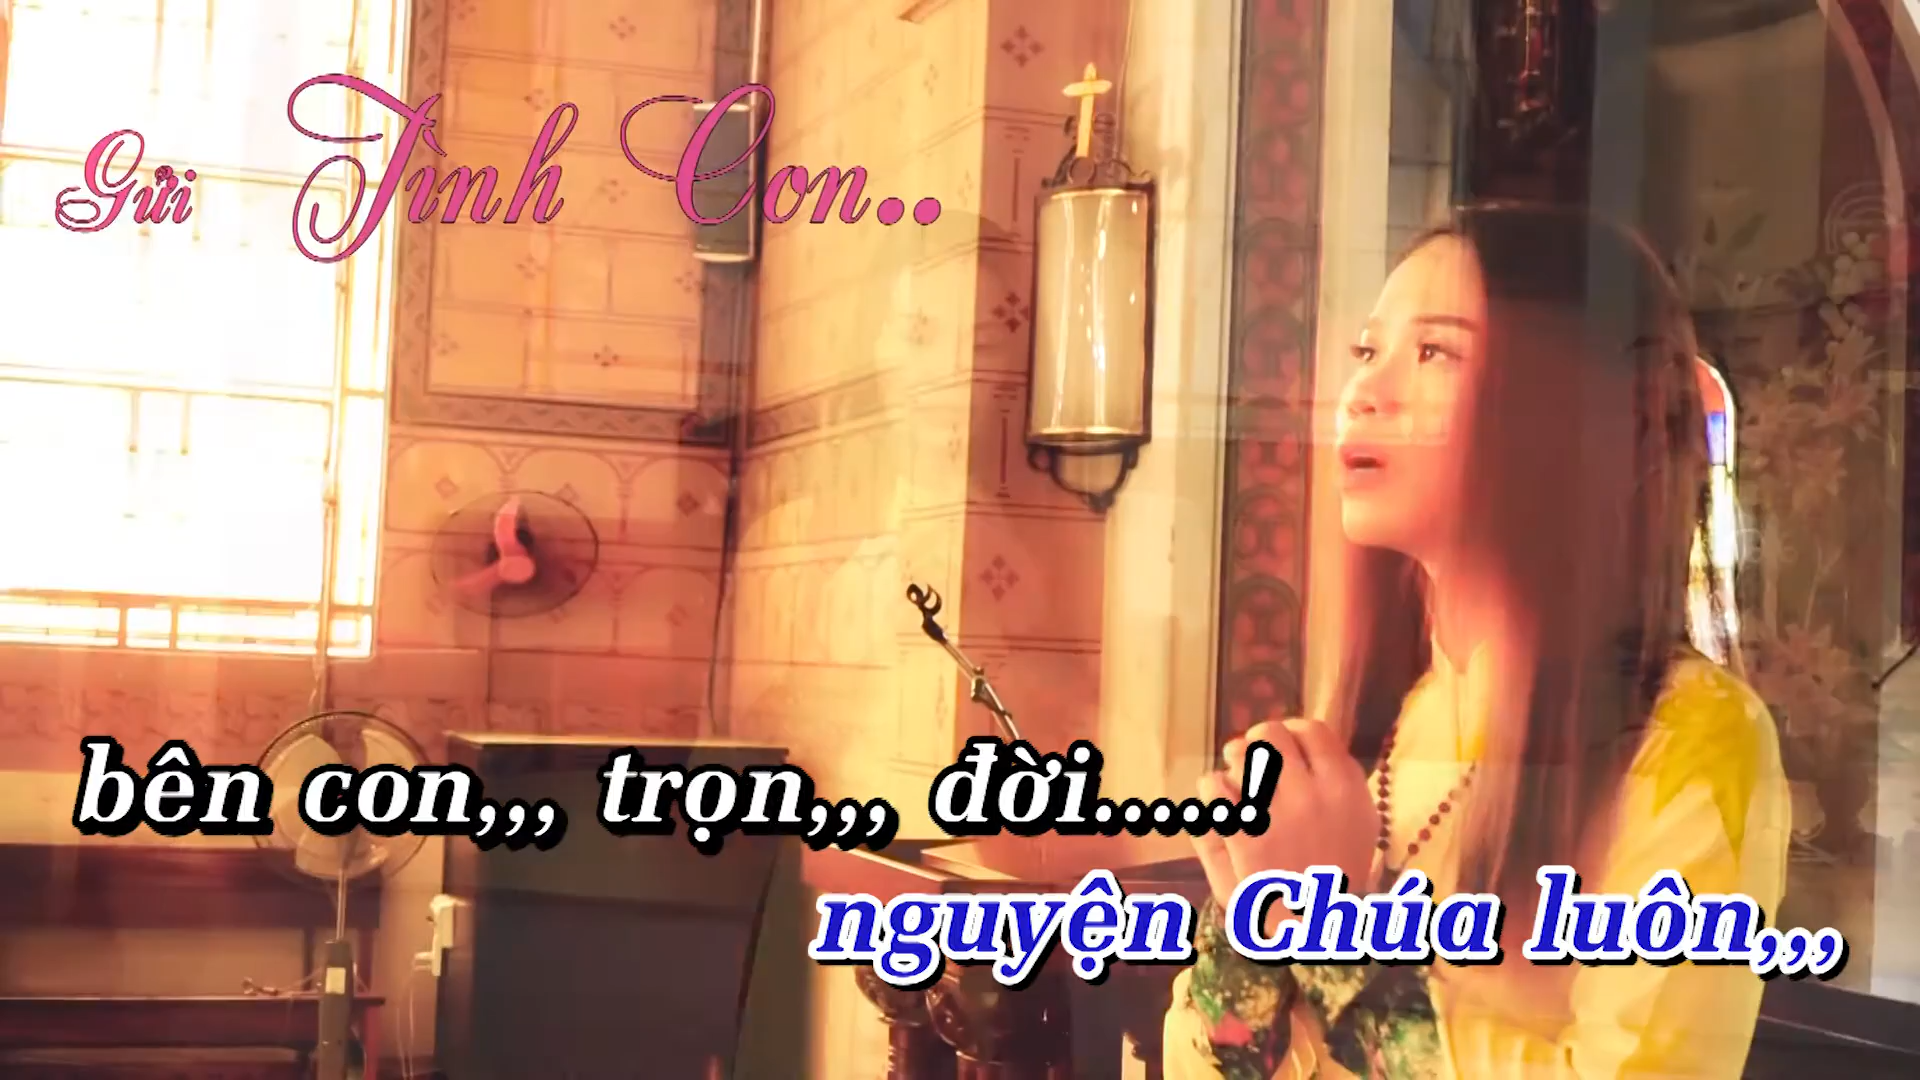 Gửi Tình Con..
bên con,,, trọn,,, đời.....!
nguyện Chúa luôn,,,